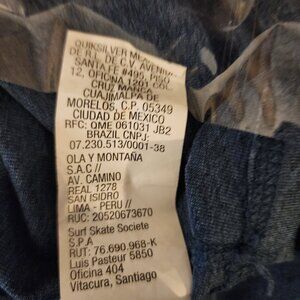 QUIKSILVER MEXICO
DE R.L. DE C.V. AVENIDA
SANTA FE #495, PISO
12, OFICINA 1201 COL.
CRUZ MANCA
CUAJIMALPA DE
MORELOS, C.P. 05349
CIUDAD DE MEXICO
RFC: QME 061031 JB2
BRAZIL CNPJ:
07.230.513/0001-38
OLA Y MONTAÑA
S.A.C //
AV. CAMINO
REAL 1278
SAN ISIDRO
LIMA - PERU //
RUC: 20520673670
Surf Skate Societe
S.P.A
RUT: 76.690.968-K
Luis Pasteur 5850
Oficina 404
Vitacura, Santiago